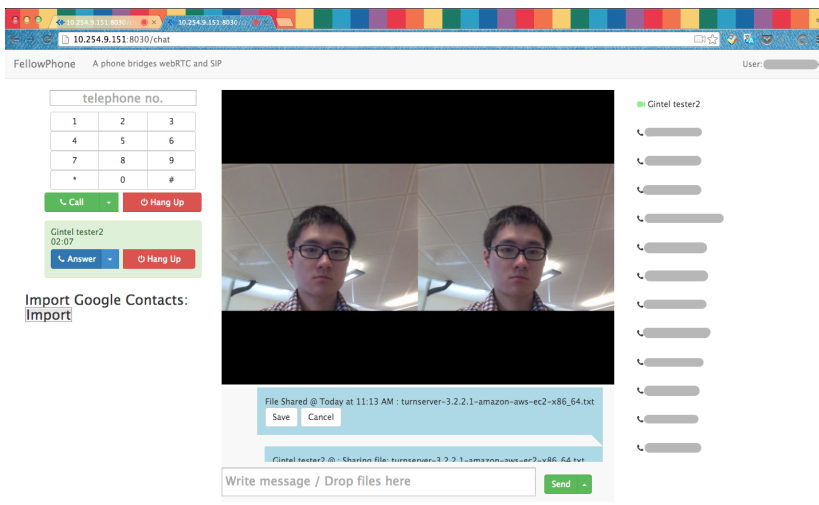 10.254.9.151:8030/c
10.254.9.151:8030/c
10.254.9.151:8030/chat
FellowPhone A phone bridges webRTC and SIP User:
telephone no.
1 2 3
4 5 6
7 8 9
* 0 #
Call Hang Up
Gintel tester2
02:07
Answer Hang Up
Import Google Contacts:
Import
Gintel tester2
File Shared @ Today at 11:13 AM : turnserver-3.2.2.1-amazon-aws-ec2-x86_64.txt
Save Cancel
Gintel tester2 @ : Sharing file: turnserver-3.2.2.1-amazon-aws-ec2-x86_64.txt
Write message / Drop files here
Send